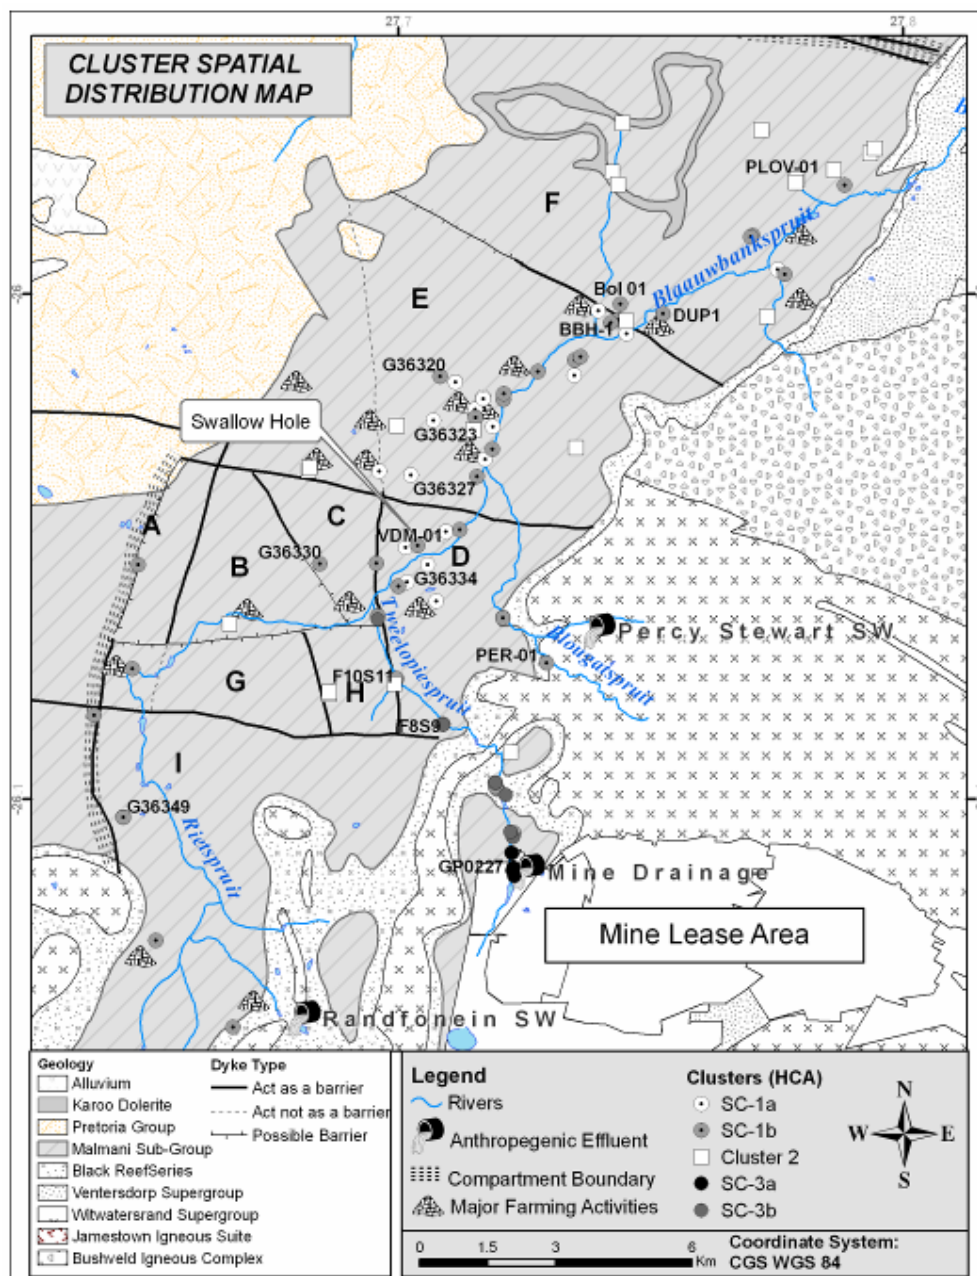 27.7
27.8
CLUSTER SPATIAL
DISTRIBUTION MAP
PLOV-01
F
Blaauwbankspruit
-26
E
Bol 01
DUP1
BBH-1
G36320
Swallow Hole
G36323
G36327
A
C
VDM-01
D
B
G36330
G36334
Tweelopiespruit
Percy Stewart SW
Blougatspruit
PER-01
G
F10S11
H
F8S9
I
-26.1
G36349
Rietspruit
GP0227
Mine Drainage
Mine Lease Area
Randfonein SW
Geology
Alluvium
Karoo Dolerite
Pretoria Group
Malmani Sub-Group
Black ReefSeries
Ventersdorp Supergroup
Witwatersrand Supergroup
Jamestown Igneous Suite
Bushveld Igneous Complex
Dyke Type
Act as a barrier
Act not as a barrier
Possible Barrier
Legend
Rivers
Anthropegenic Effluent
Compartment Boundary
Major Farming Activities
Clusters (HCA)
SC-1a
SC-1b
Cluster 2
SC-3a
SC-3b
N
W E
S
0 1.5 3 6
Km
Coordinate System:
CGS WGS 84